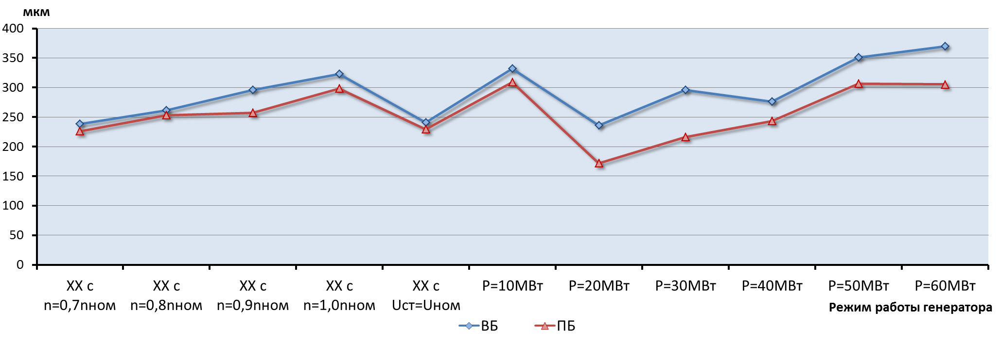 мкм
400
350
300
250
200
150
100
50
0
ХХ с n=0,7nном
ХХ с n=0,8nном
ХХ с n=0,9nном
ХХ с n=1,0nном
ХХ с Uст=Uном
P=10МВт
P=20МВт
P=30МВт
P=40МВт
P=50МВт
P=60МВт
Режим работы генератора
ВБ
ПБ